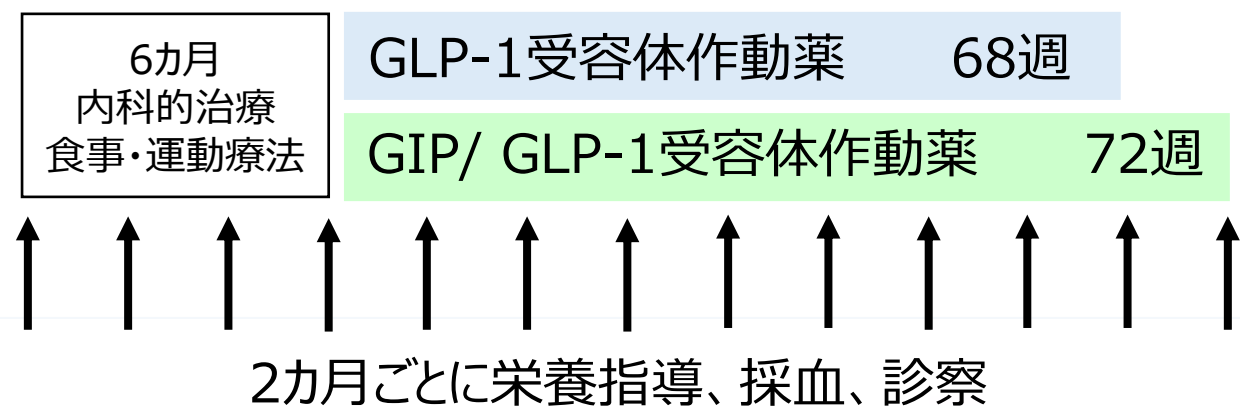 6カ月
内科的治療
食事・運動療法
GLP-1受容体作動薬 68週
GIP/ GLP-1受容体作動薬 72週
2カ月ごとに栄養指導、採血、診察